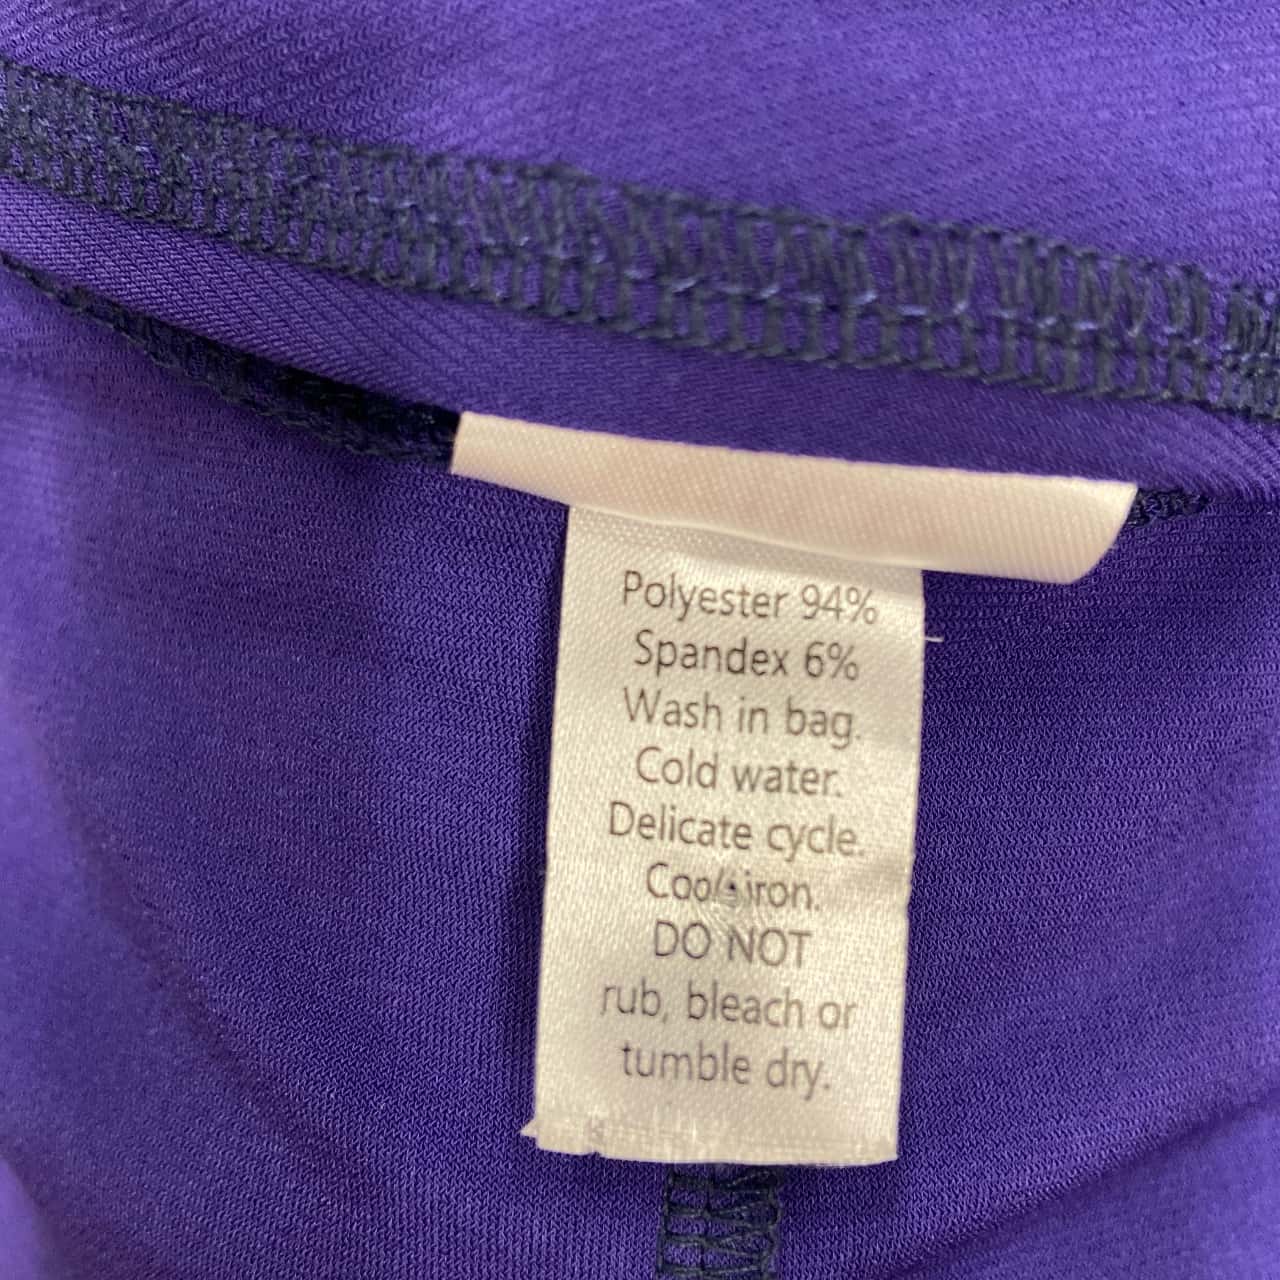 Polyester 94%
Spandex 6%
Wash in bag.
Cold water.
Delicate cycle.
Cool iron.
DO NOT
rub, bleach or
tumble dry.